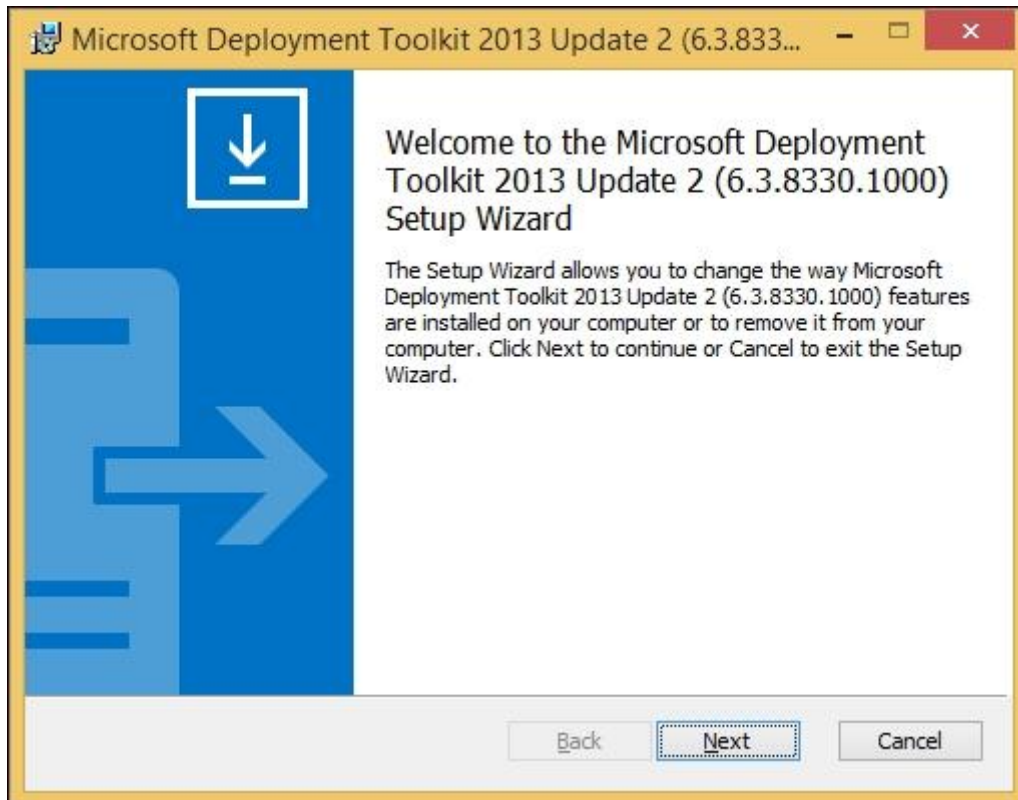 Microsoft Deployment Toolkit 2013 Update 2 (6.3.833...
Welcome to the Microsoft Deployment
Toolkit 2013 Update 2 (6.3.8330.1000)
Setup Wizard
The Setup Wizard allows you to change the way Microsoft
Deployment Toolkit 2013 Update 2 (6.3.8330.1000) features
are installed on your computer or to remove it from your
computer. Click Next to continue or Cancel to exit the Setup
Wizard.
Back Next Cancel